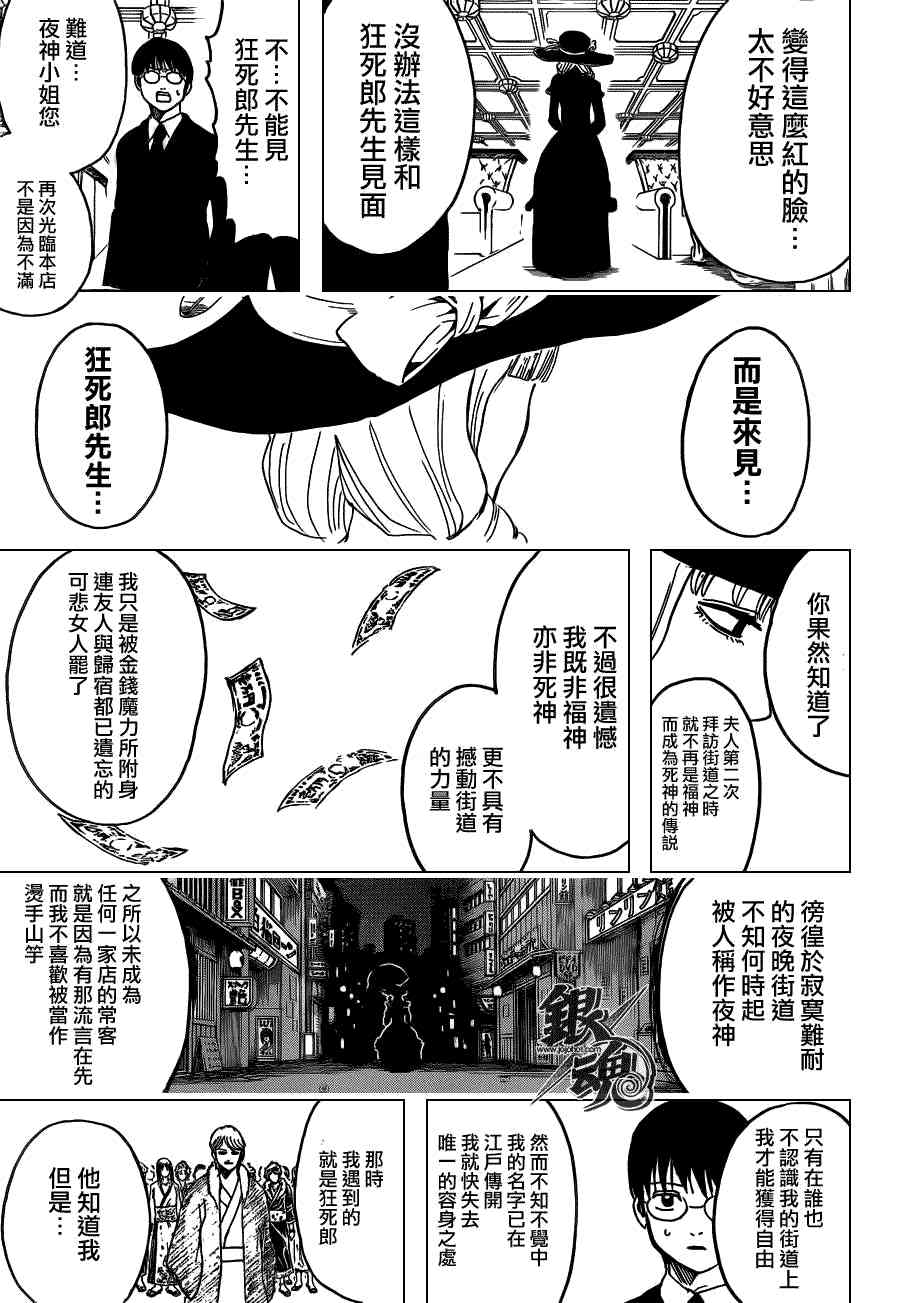 變得這麼紅的臉…
太不好意思
沒辦法這樣和
狂死郎先生見面
不…不能見
狂死郎先生…
難道…
夜神小姐您
再次光臨本店
不是因為不滿
而是來見…
狂死郎先生…
你果然知道了
夫人第二次
拜訪街道之時
就不再是福神
而成為死神的傳說
不過很遺憾
我既非福神
亦非死神
更不具有
撼動街道
的力量
我只是被金錢魔力所附身
連友人與歸宿都已遺忘的
可悲女人罷了
徬徨於寂寞難耐
的夜晚街道
不知何時起
被人稱作夜神
之所以未成為
任何一家店的常客
就是因為有那流言在先
而我不喜歡被當作
燙手山竽
銀魂
只有在誰也
不認識我的街道上
我才能獲得自由
然而不知不覺中
我的名字已在
江戶傳開
我就快失去
唯一的容身之處
那時
我遇到的
就是狂死郎
他知道我
但是…